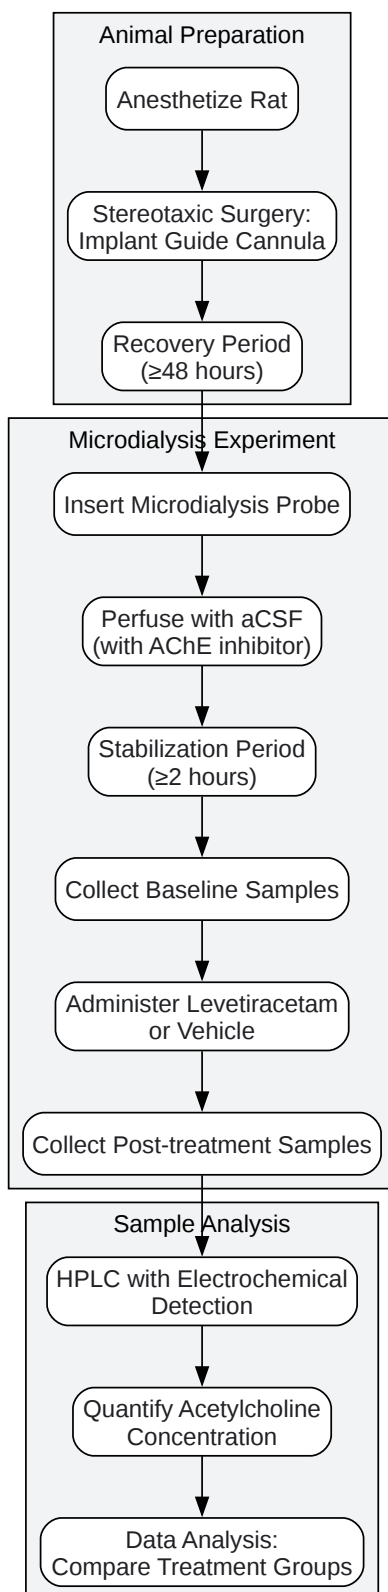 Animal Preparation
Anesthetize Rat
Stereotaxic Surgery:
Implant Guide Cannula
Recovery Period
(≥48 hours)
Microdialysis Experiment
Insert Microdialysis Probe
Perfuse with aCSF
(with AChE inhibitor)
Stabilization Period
(≥2 hours)
Collect Baseline Samples
Administer Levetiracetam
or Vehicle
Collect Post-treatment Samples
Sample Analysis
HPLC with Electrochemical
Detection
Quantify Acetylcholine
Concentration
Data Analysis:
Compare Treatment Groups